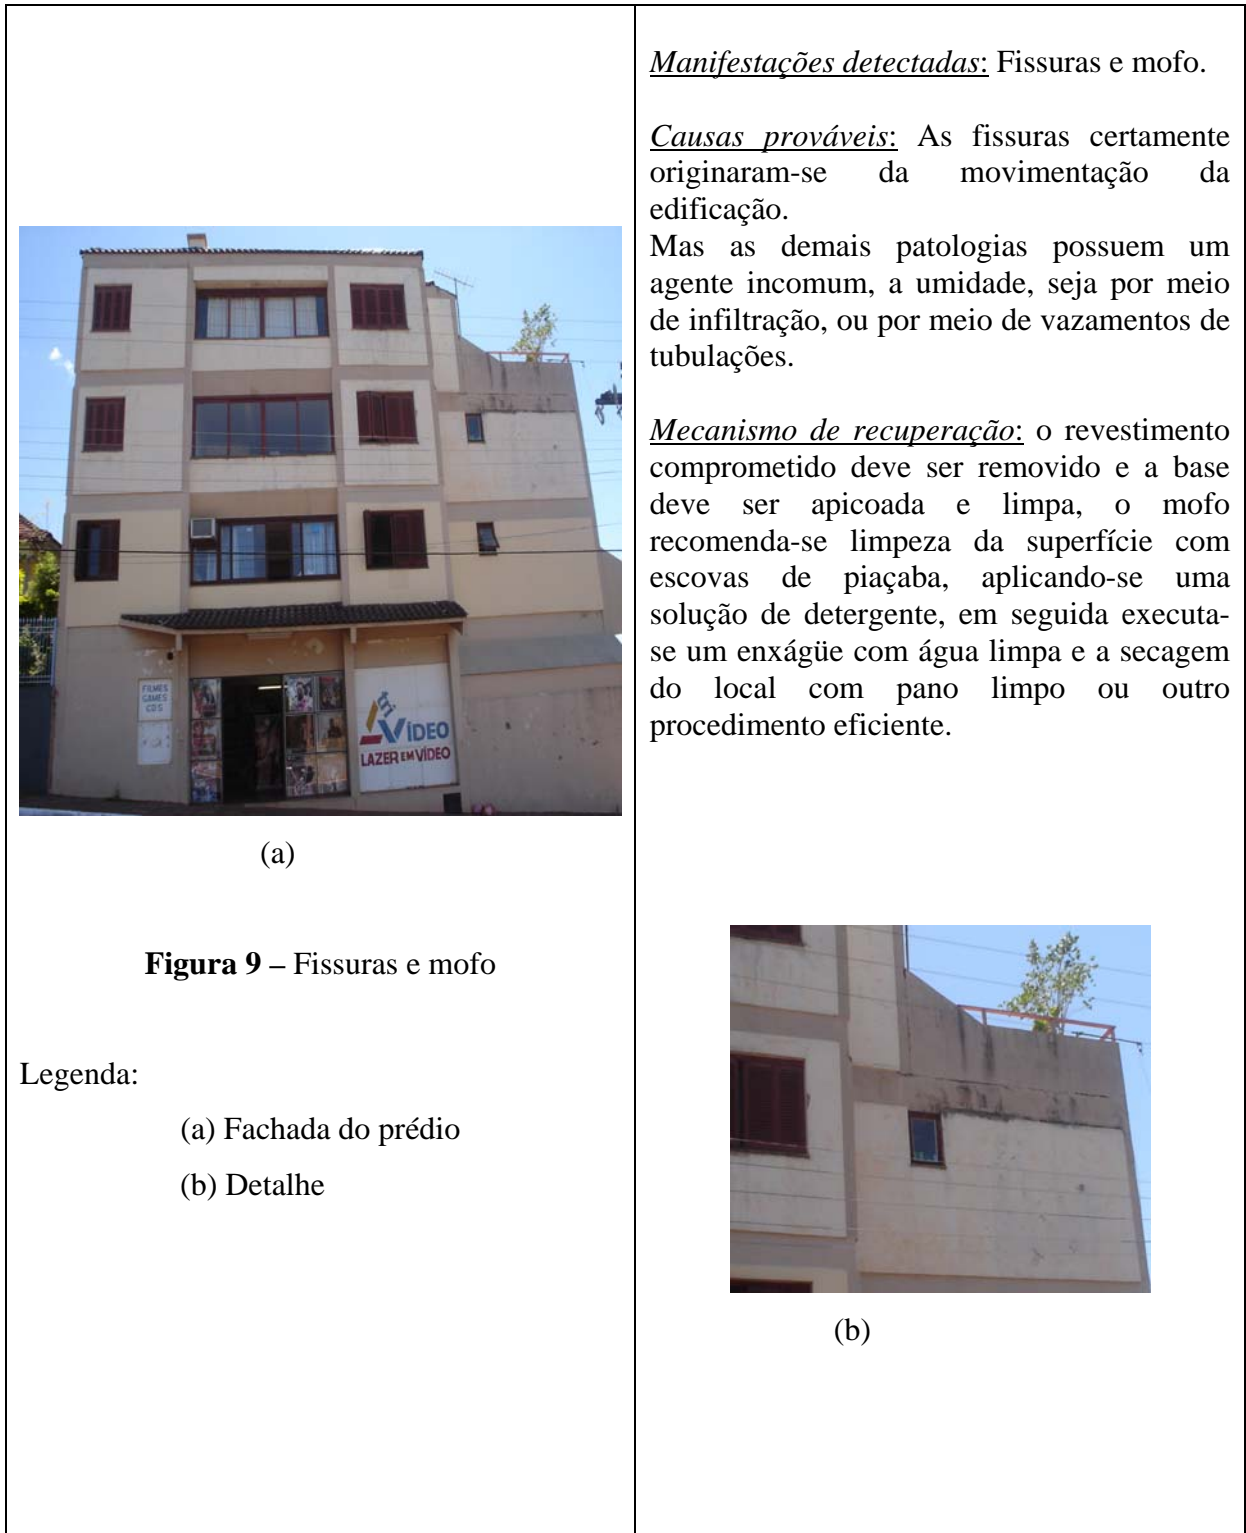 FILMES
GAMES
CDS
VÍDEO
LAZER EM VÍDEO
(a)
Figura 9 – Fissuras e mofo
Legenda:
(a) Fachada do prédio
(b) Detalhe
Manifestações detectadas: Fissuras e mofo.
Causas prováveis: As fissuras certamente
originaram-se da movimentação da
edificação.
Mas as demais patologias possuem um
agente incomum, a umidade, seja por meio
de infiltração, ou por meio de vazamentos de
tubulações.
Mecanismo de recuperação: o revestimento
comprometido deve ser removido e a base
deve ser apicoada e limpa, o mofo
recomenda-se limpeza da superfície com
escovas de piaçaba, aplicando-se uma
solução de detergente, em seguida executa-
se um enxágüe com água limpa e a secagem
do local com pano limpo ou outro
procedimento eficiente.
(b)